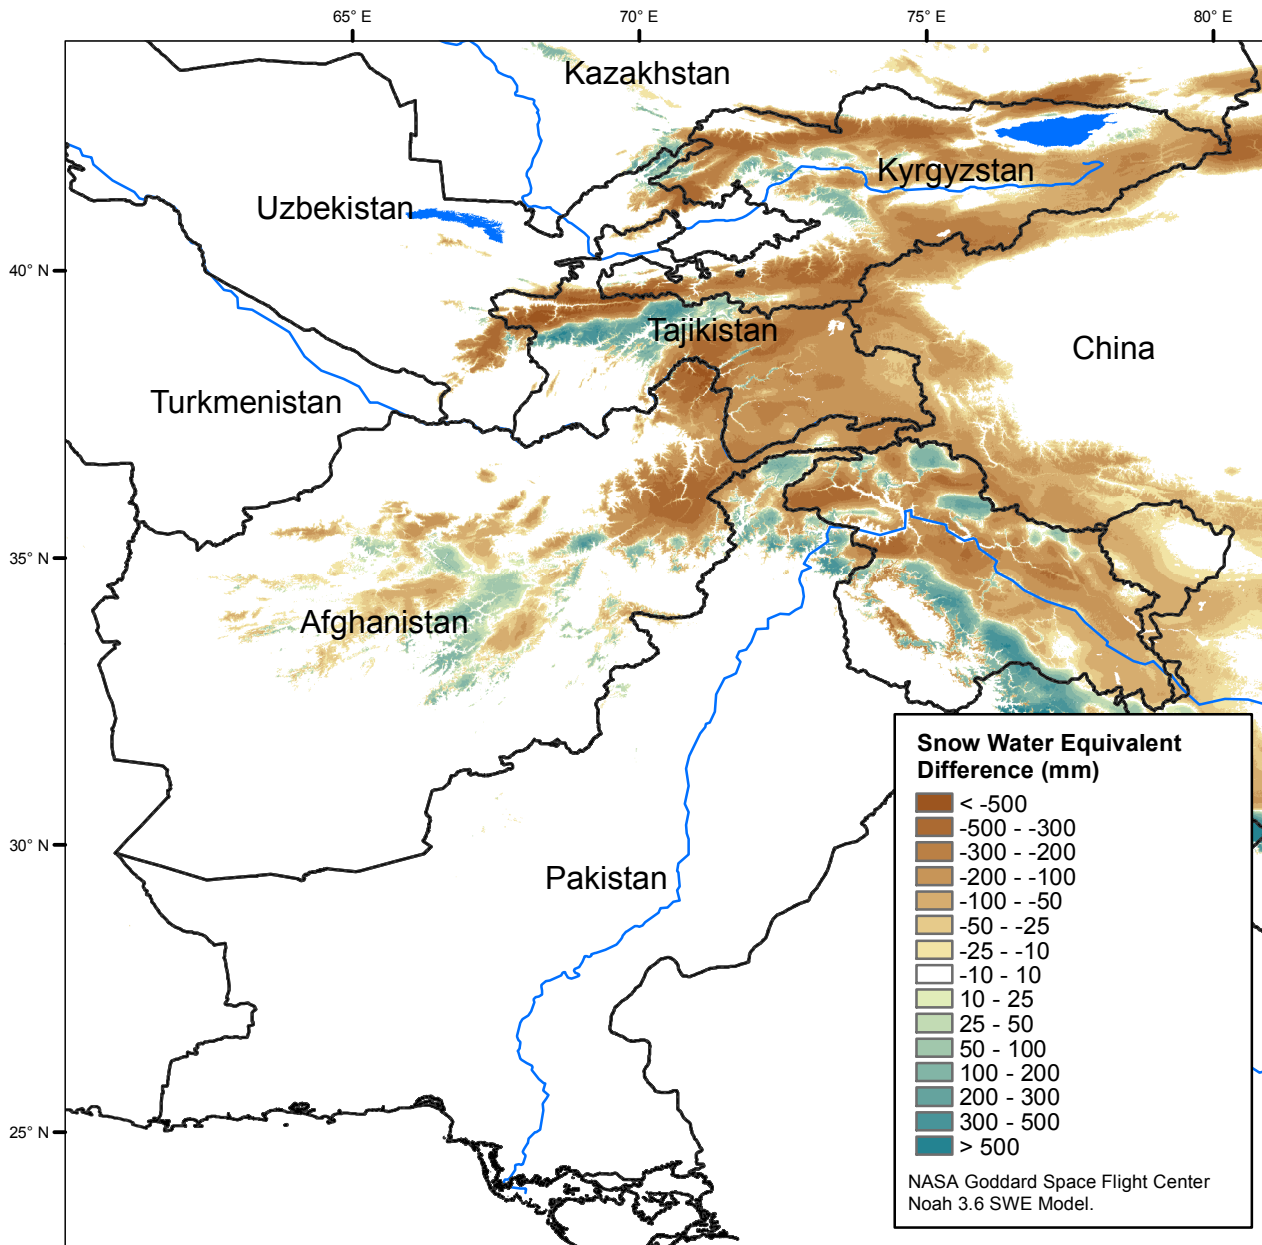 65° E
70° E
75° E
80° E
Kazakhstan
Kyrgyzstan
Uzbekistan
40° N
Tajikistan
China
Turkmenistan
35° N
Afghanistan
30° N
Pakistan
25° N
Snow Water Equivalent
Difference (mm)
< -500
-500 - -300
-300 - -200
-200 - -100
-100 - -50
-50 - -25
-25 - -10
-10 - 10
10 - 25
25 - 50
50 - 100
100 - 200
200 - 300
300 - 500
> 500
NASA Goddard Space Flight Center
Noah 3.6 SWE Model.